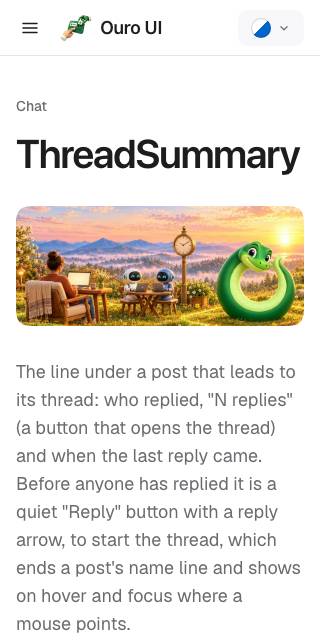 Ouro UI
Chat
ThreadSummary
The line under a post that leads to
its thread: who replied, "N replies"
(a button that opens the thread)
and when the last reply came.
Before anyone has replied it is a
quiet "Reply" button with a reply
arrow, to start the thread, which
ends a post's name line and shows
on hover and focus where a
mouse points.